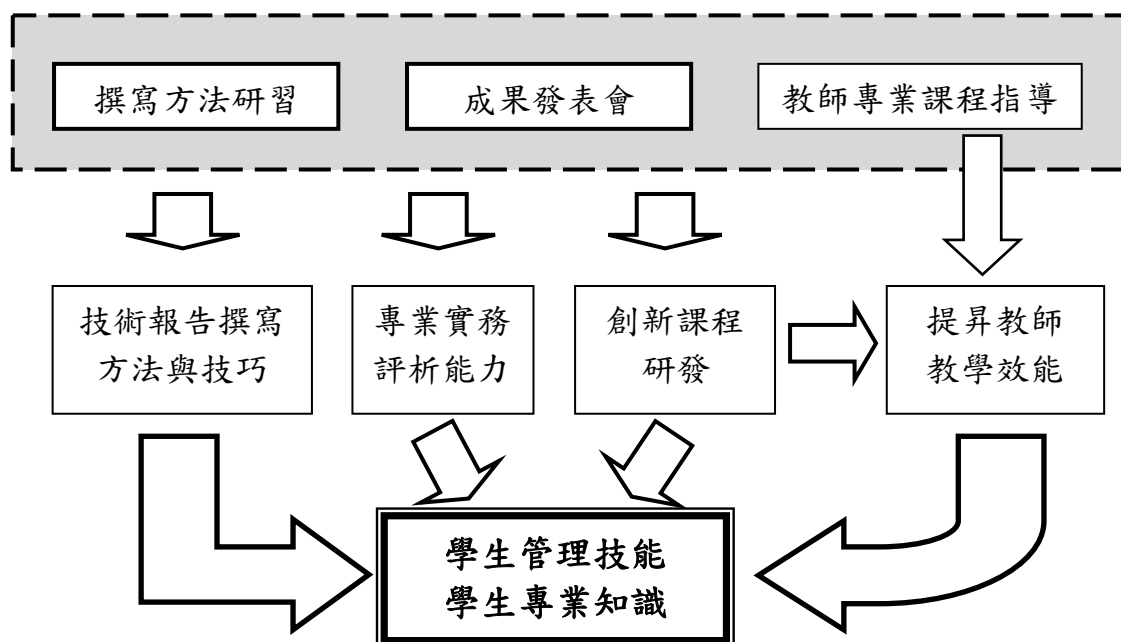 撰寫方法研習
成果發表會
教師專業課程指導
技術報告撰寫
方法與技巧
專業實務
評析能力
創新課程
研發
提昇教師
教學效能
學生管理技能
學生專業知識